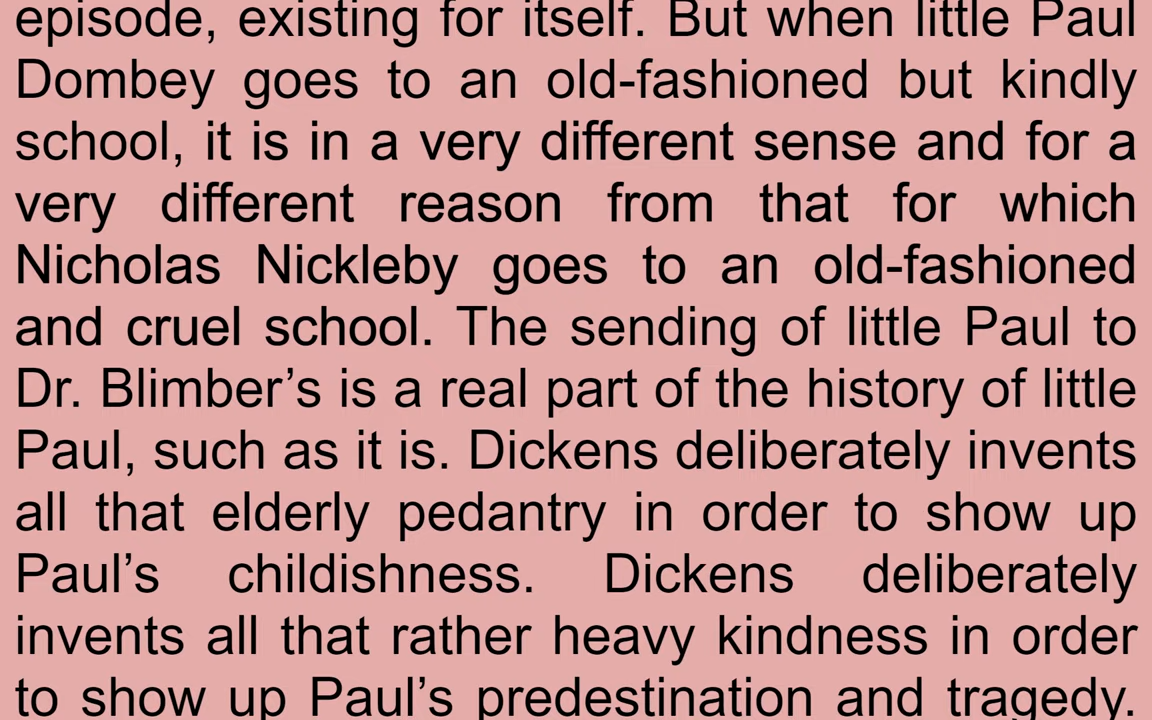 episode, existing for itself. But when little Paul
Dombey goes to an old-fashioned but kindly
school, it is in a very different sense and for a
very different reason from that for which
Nicholas Nickleby goes to an old-fashioned
and cruel school. The sending of little Paul to
Dr. Blimber’s is a real part of the history of little
Paul, such as it is. Dickens deliberately invents
all that elderly pedantry in order to show up
Paul’s childishness. Dickens deliberately
invents all that rather heavy kindness in order
to show up Paul’s predestination and tragedy.